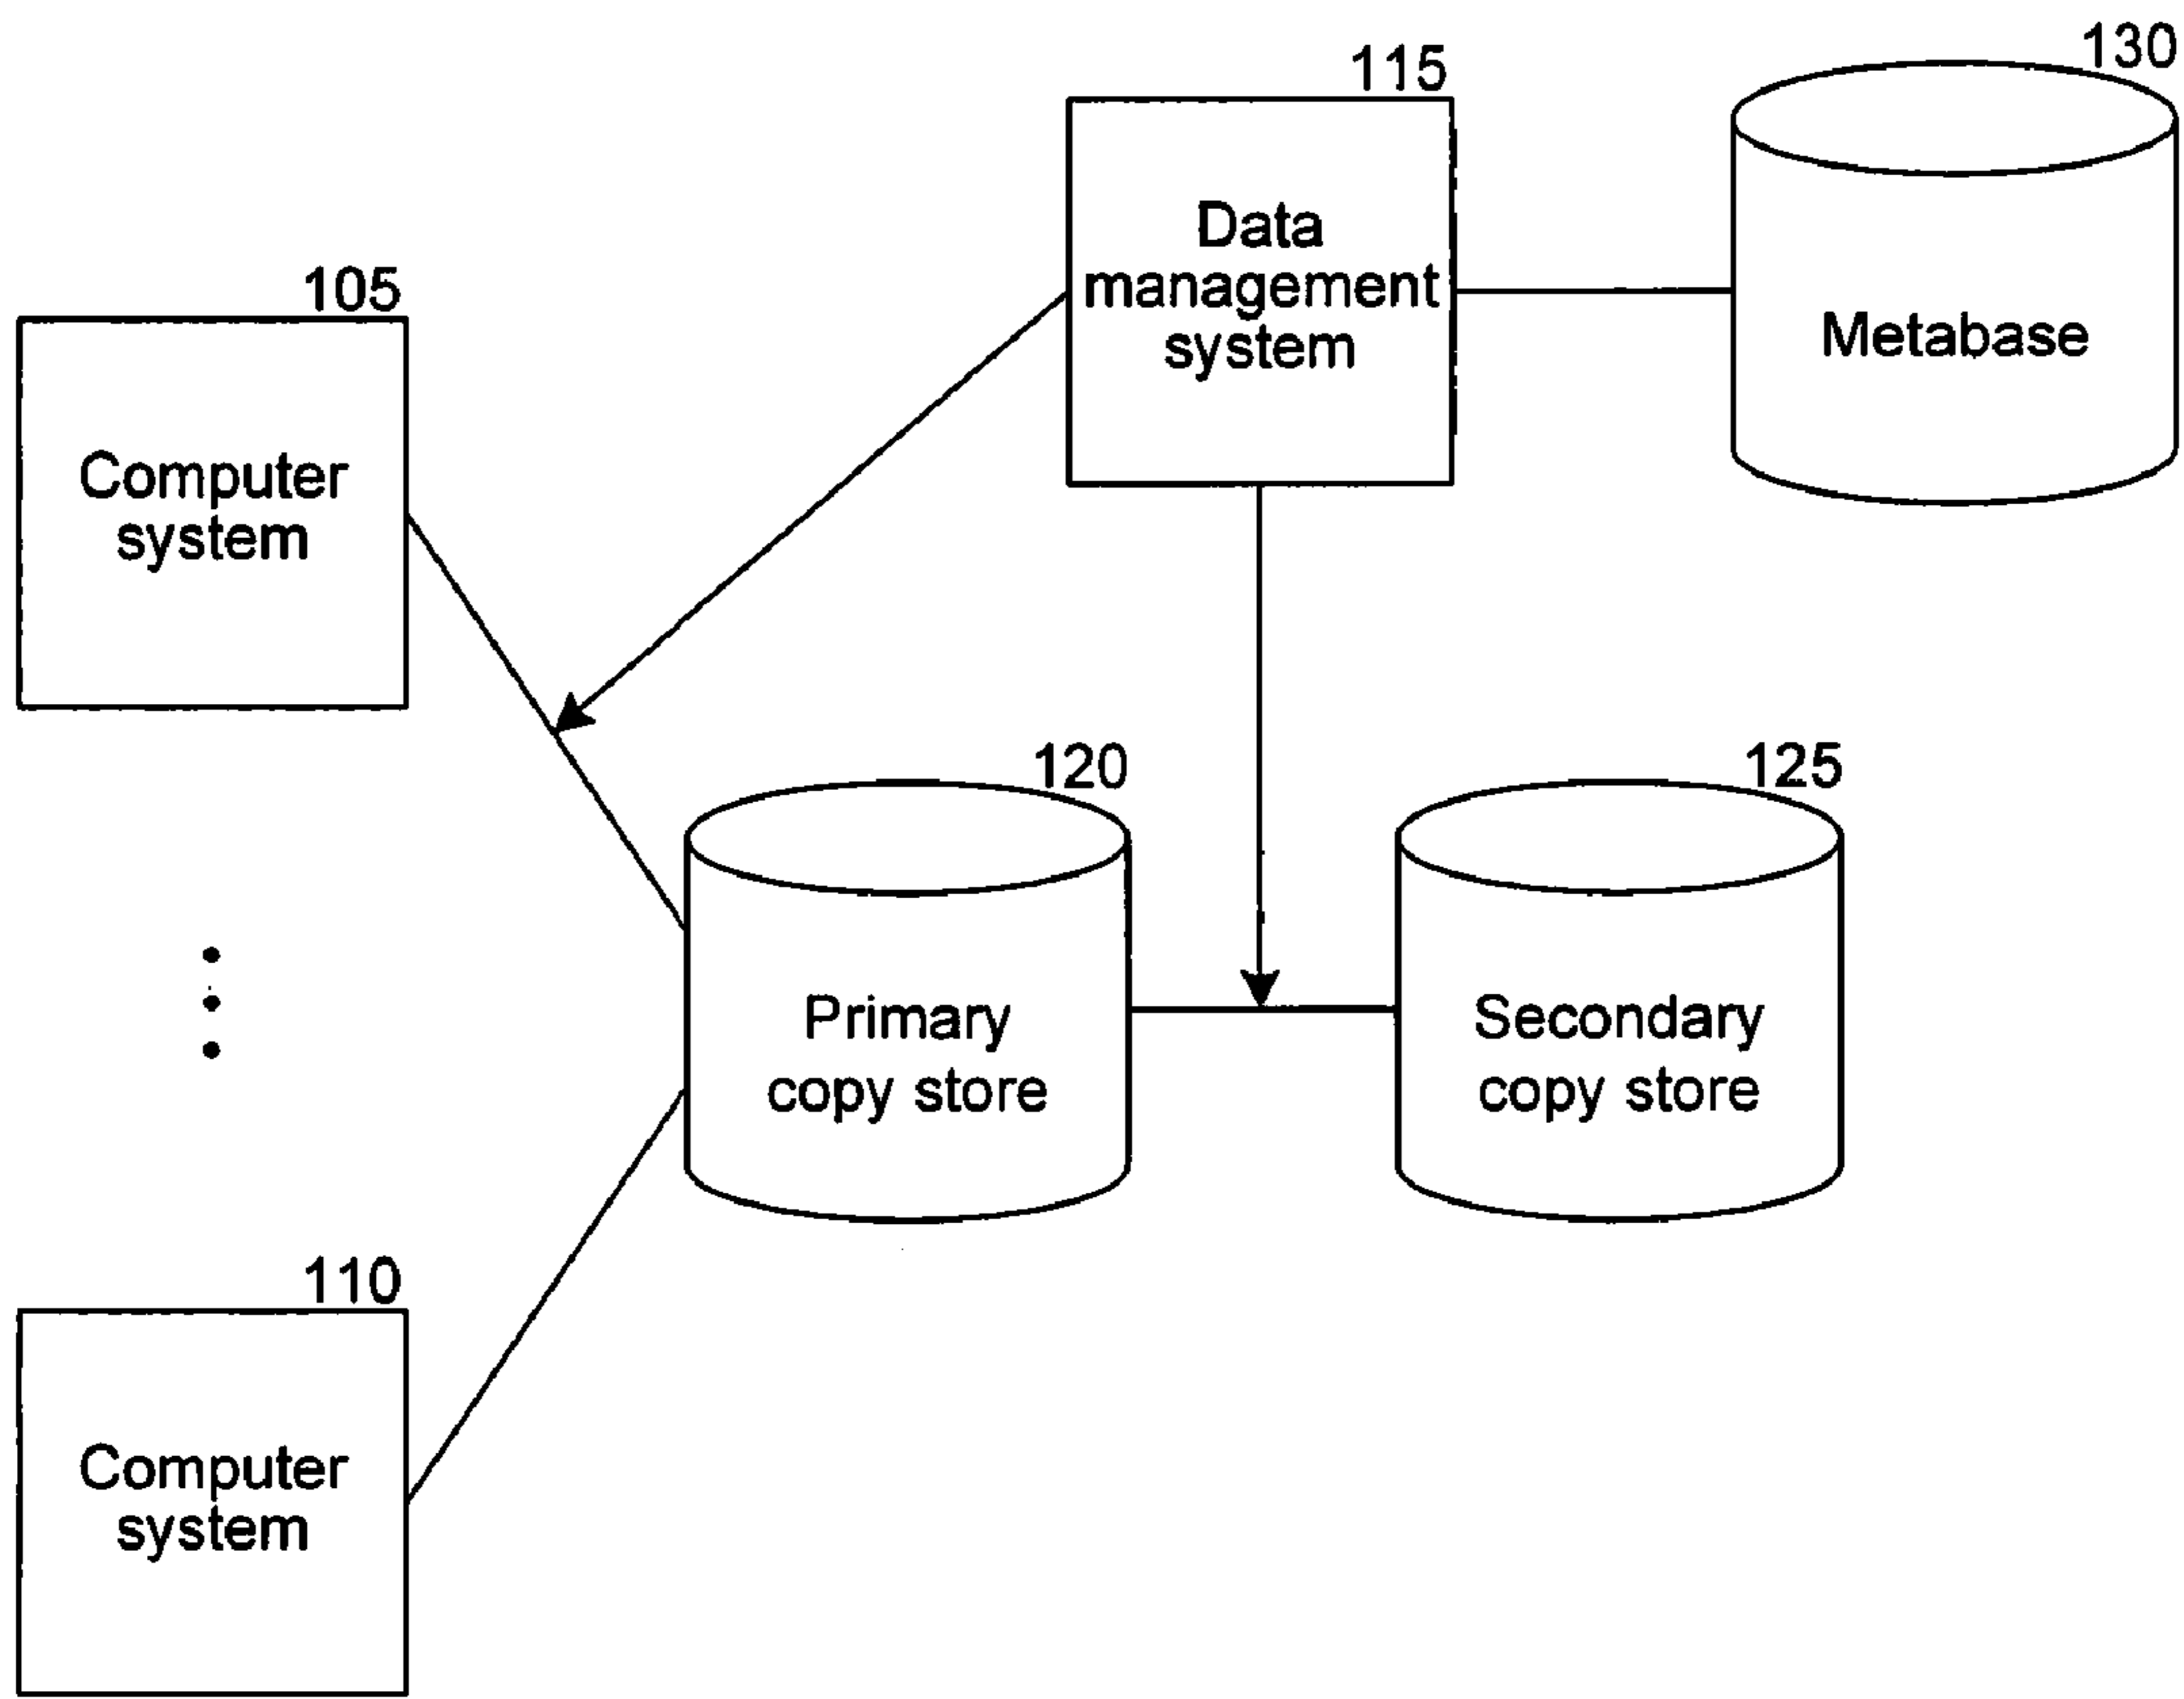 130
115
Data
management
system
Metabase
105
Computer
system
120
Primary
copy store
125
Secondary
copy store
110
Computer
system